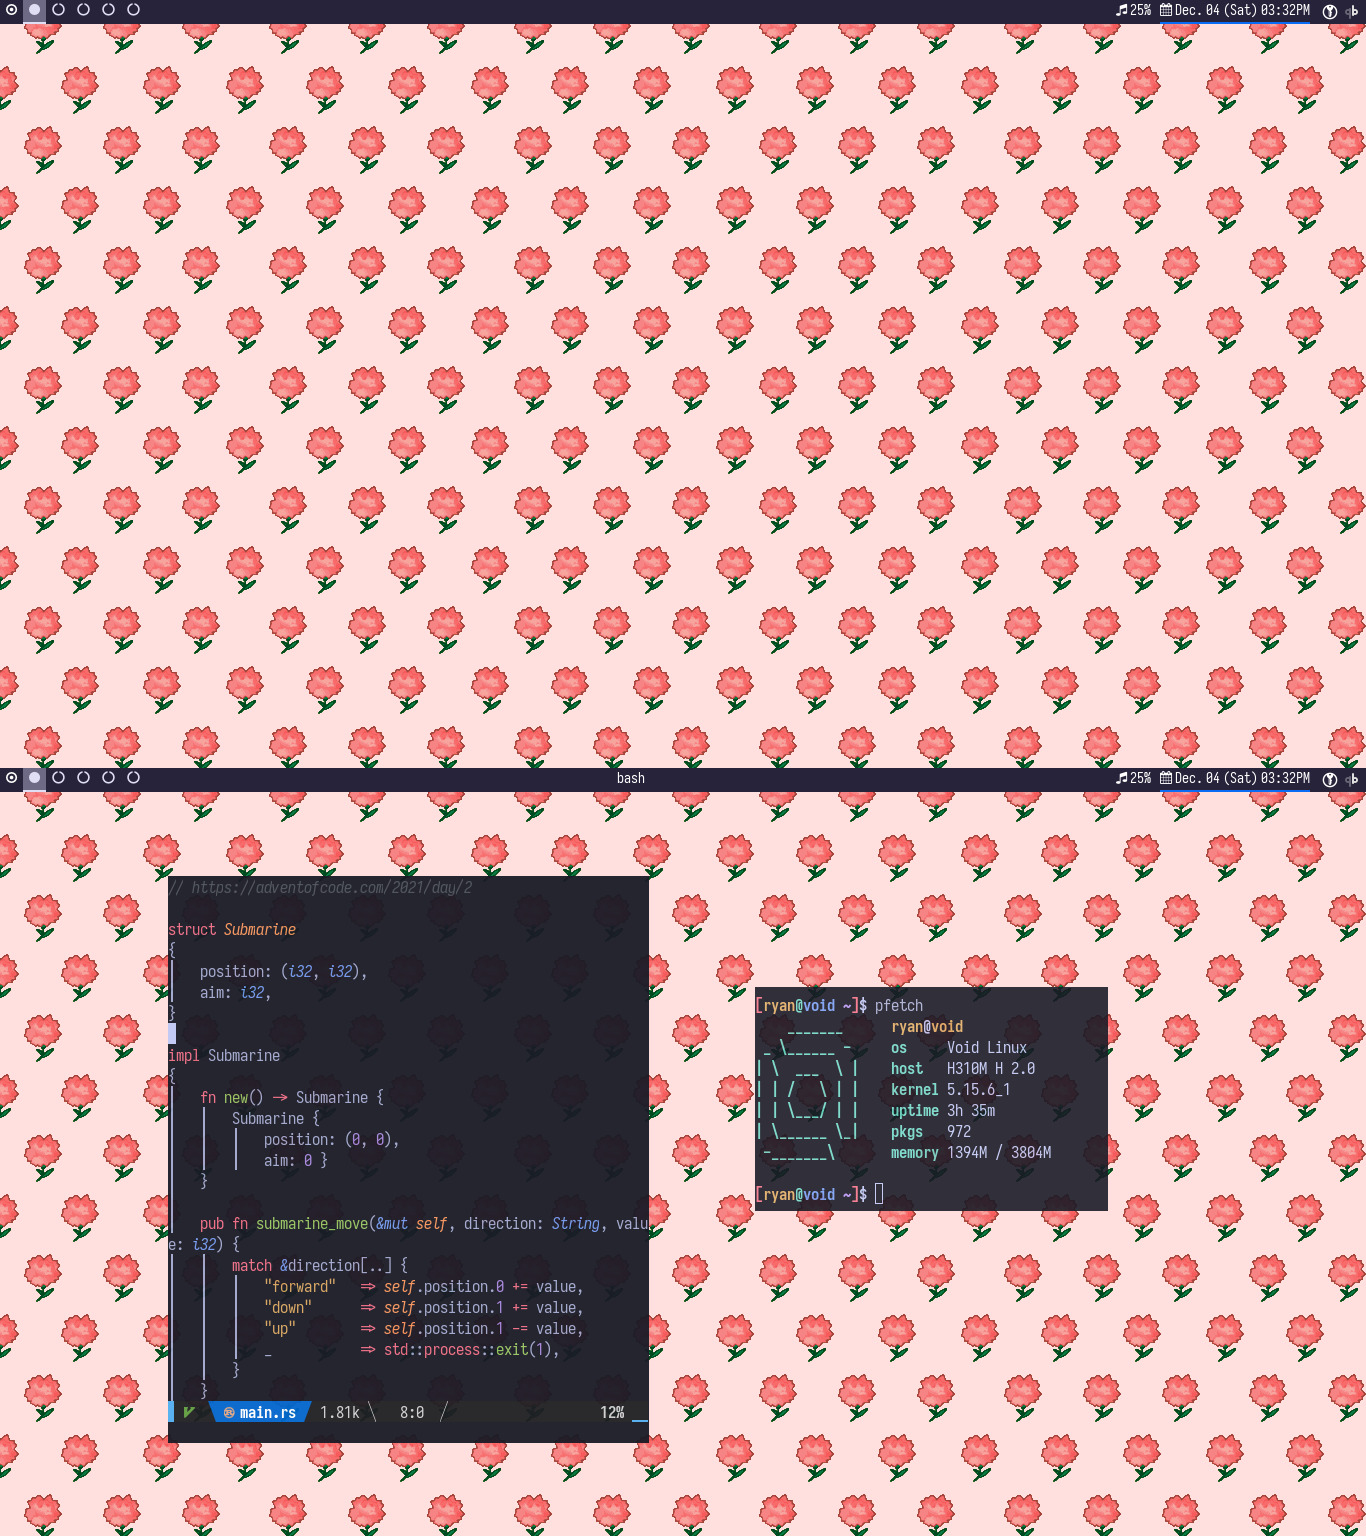 25% Dec. 04 (Sat) 03:32PM
bash 25% Dec. 04 (Sat) 03:32PM
// https://adventofcode.com/2021/day/2
struct Submarine
{
position: (i32, i32),
aim: i32,
}
impl Submarine
{
fn new() -> Submarine {
Submarine {
position: (0, 0),
aim: 0 }
}
pub fn submarine_move(&mut self, direction: String, valu
e: i32) {
match &direction[..] {
"forward" => self.position.0 += value,
"down" => self.position.1 += value,
"up" => self.position.1 -= value,
_ => std::process::exit(1),
}
}
main.rs 1.81k 8:0 12%
[ryan@void ~]$ pfetch
ryan@void
os Void Linux
host H310M H 2.0
kernel 5.15.6_1
uptime 3h 35m
pkgs 972
memory 1394M / 3804M
[ryan@void ~]$